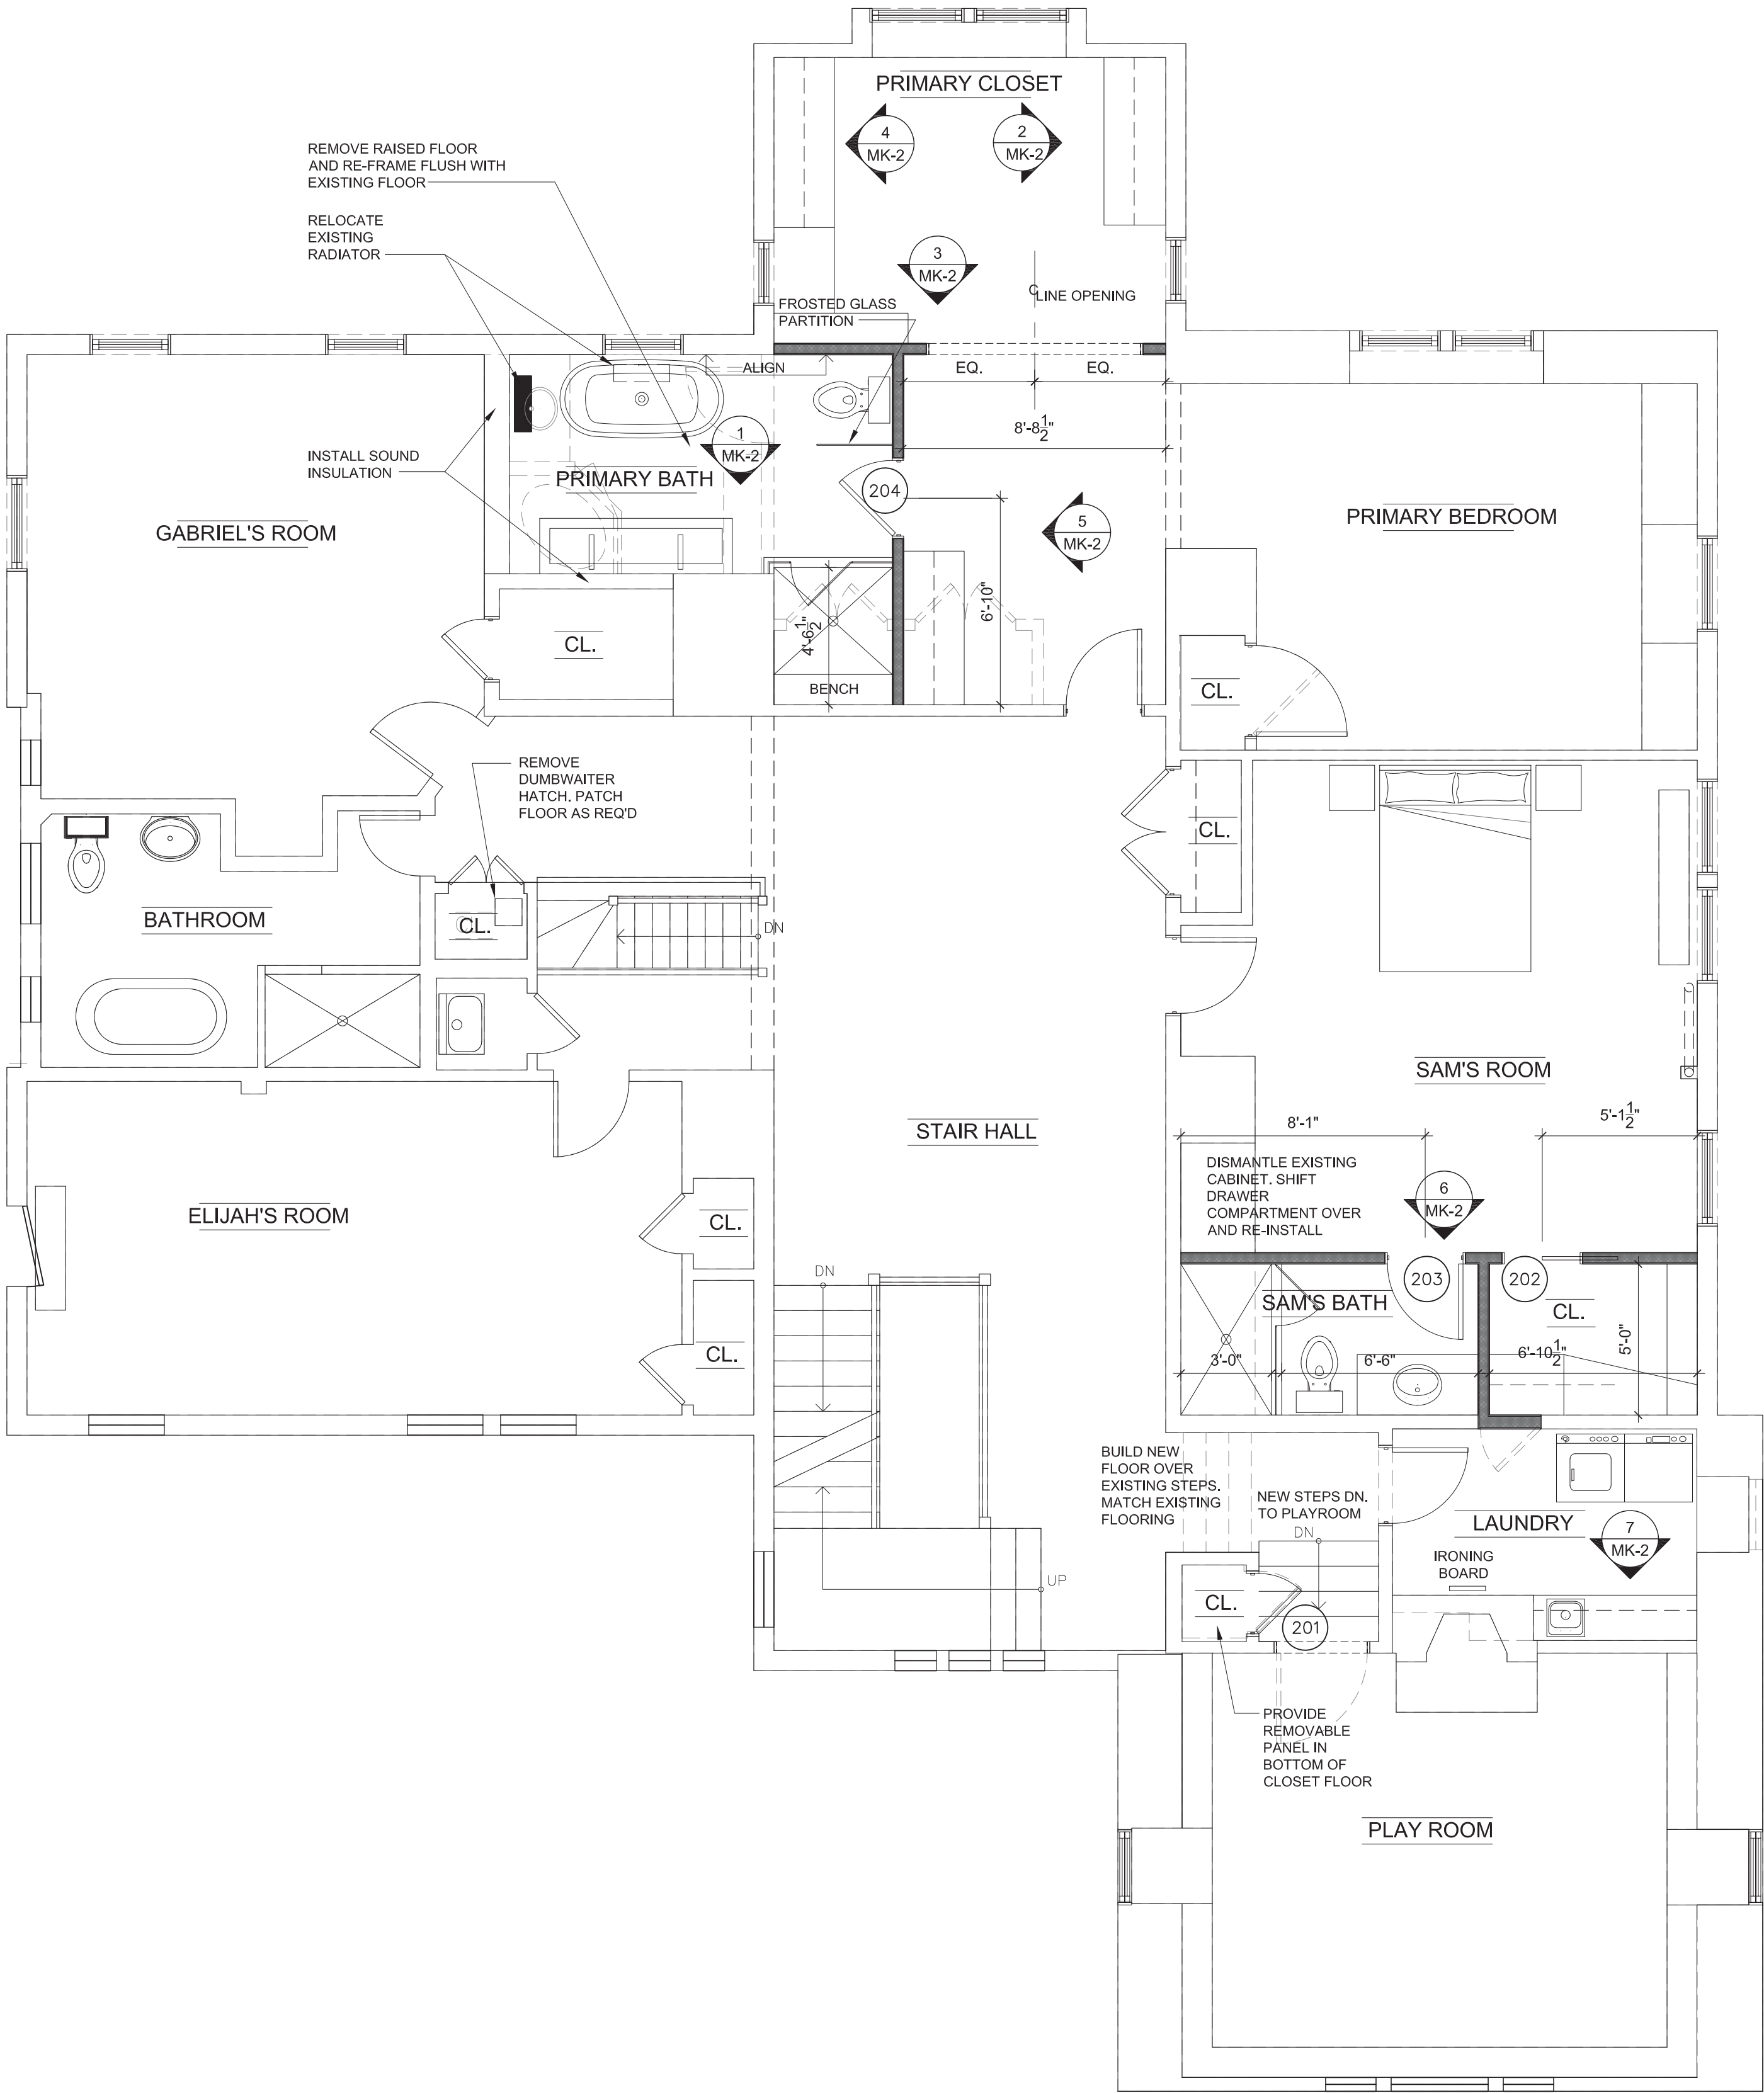 PRIMARY CLOSET
4
MK-2
2
MK-2
REMOVE RAISED FLOOR
AND RE-FRAME FLUSH WITH
EXISTING FLOOR
RELOCATE
EXISTING
RADIATOR
3
MK-2
CLINE OPENING
FROSTED GLASS
PARTITION
ALIGN
EQ.
EQ.
8'-8 1/2"
1
MK-2
INSTALL SOUND
INSULATION
PRIMARY BATH
204
5
MK-2
PRIMARY BEDROOM
GABRIEL'S ROOM
6'-10"
4'-6 1/2"
CL.
BENCH
CL.
REMOVE
DUMBWAITER
HATCH. PATCH
FLOOR AS REQ'D
CL.
BATHROOM
CL.
DN
SAM'S ROOM
STAIR HALL
8'-1"
5'-1 1/2"
DISMANTLE EXISTING
CABINET. SHIFT
DRAWER
COMPARTMENT OVER
AND RE-INSTALL
6
MK-2
ELIJAH'S ROOM
CL.
DN
203
202
SAM'S BATH
CL.
CL.
3'-0"
6'-6"
6'-10 1/2"
5'-0"
BUILD NEW
FLOOR OVER
EXISTING STEPS.
MATCH EXISTING
FLOORING
NEW STEPS DN.
TO PLAYROOM
DN
LAUNDRY
7
MK-2
IRONING
BOARD
UP
CL.
201
PROVIDE
REMOVABLE
PANEL IN
BOTTOM OF
CLOSET FLOOR
PLAY ROOM